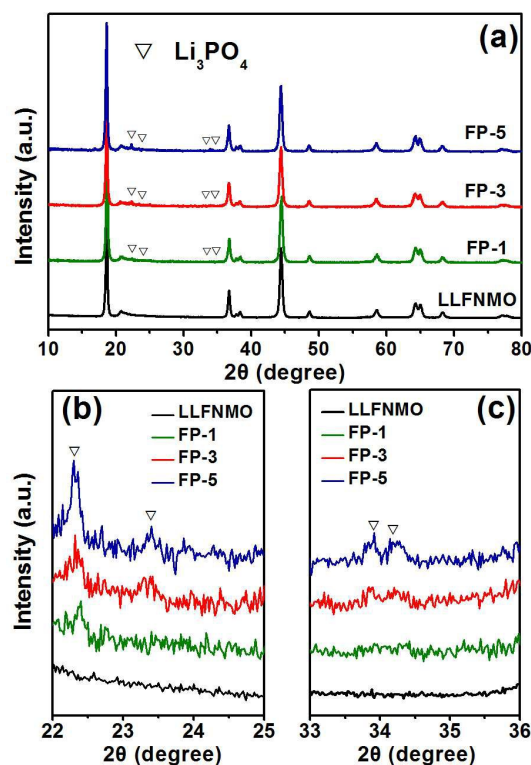 (a)
▽ Li₃PO₄
FP-5
FP-3
FP-1
LLFNMO
Intensity (a.u.)
10 20 30 40 50 60 70 80
2θ (degree)
(b)
LLFNMO
FP-1
FP-3
FP-5
Intensity (a.u.)
22 23 24 25
2θ (degree)
(c)
LLFNMO
FP-1
FP-3
FP-5
33 34 35 36
2θ (degree)